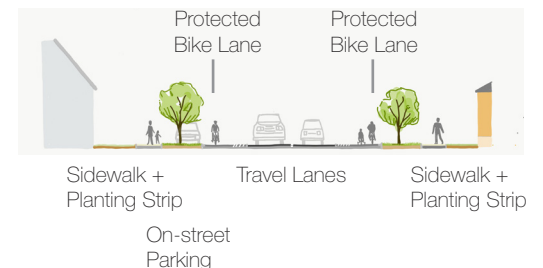 Protected
Bike Lane
Protected
Bike Lane
Sidewalk +
Planting Strip
Travel Lanes
Sidewalk +
Planting Strip
On-street
Parking